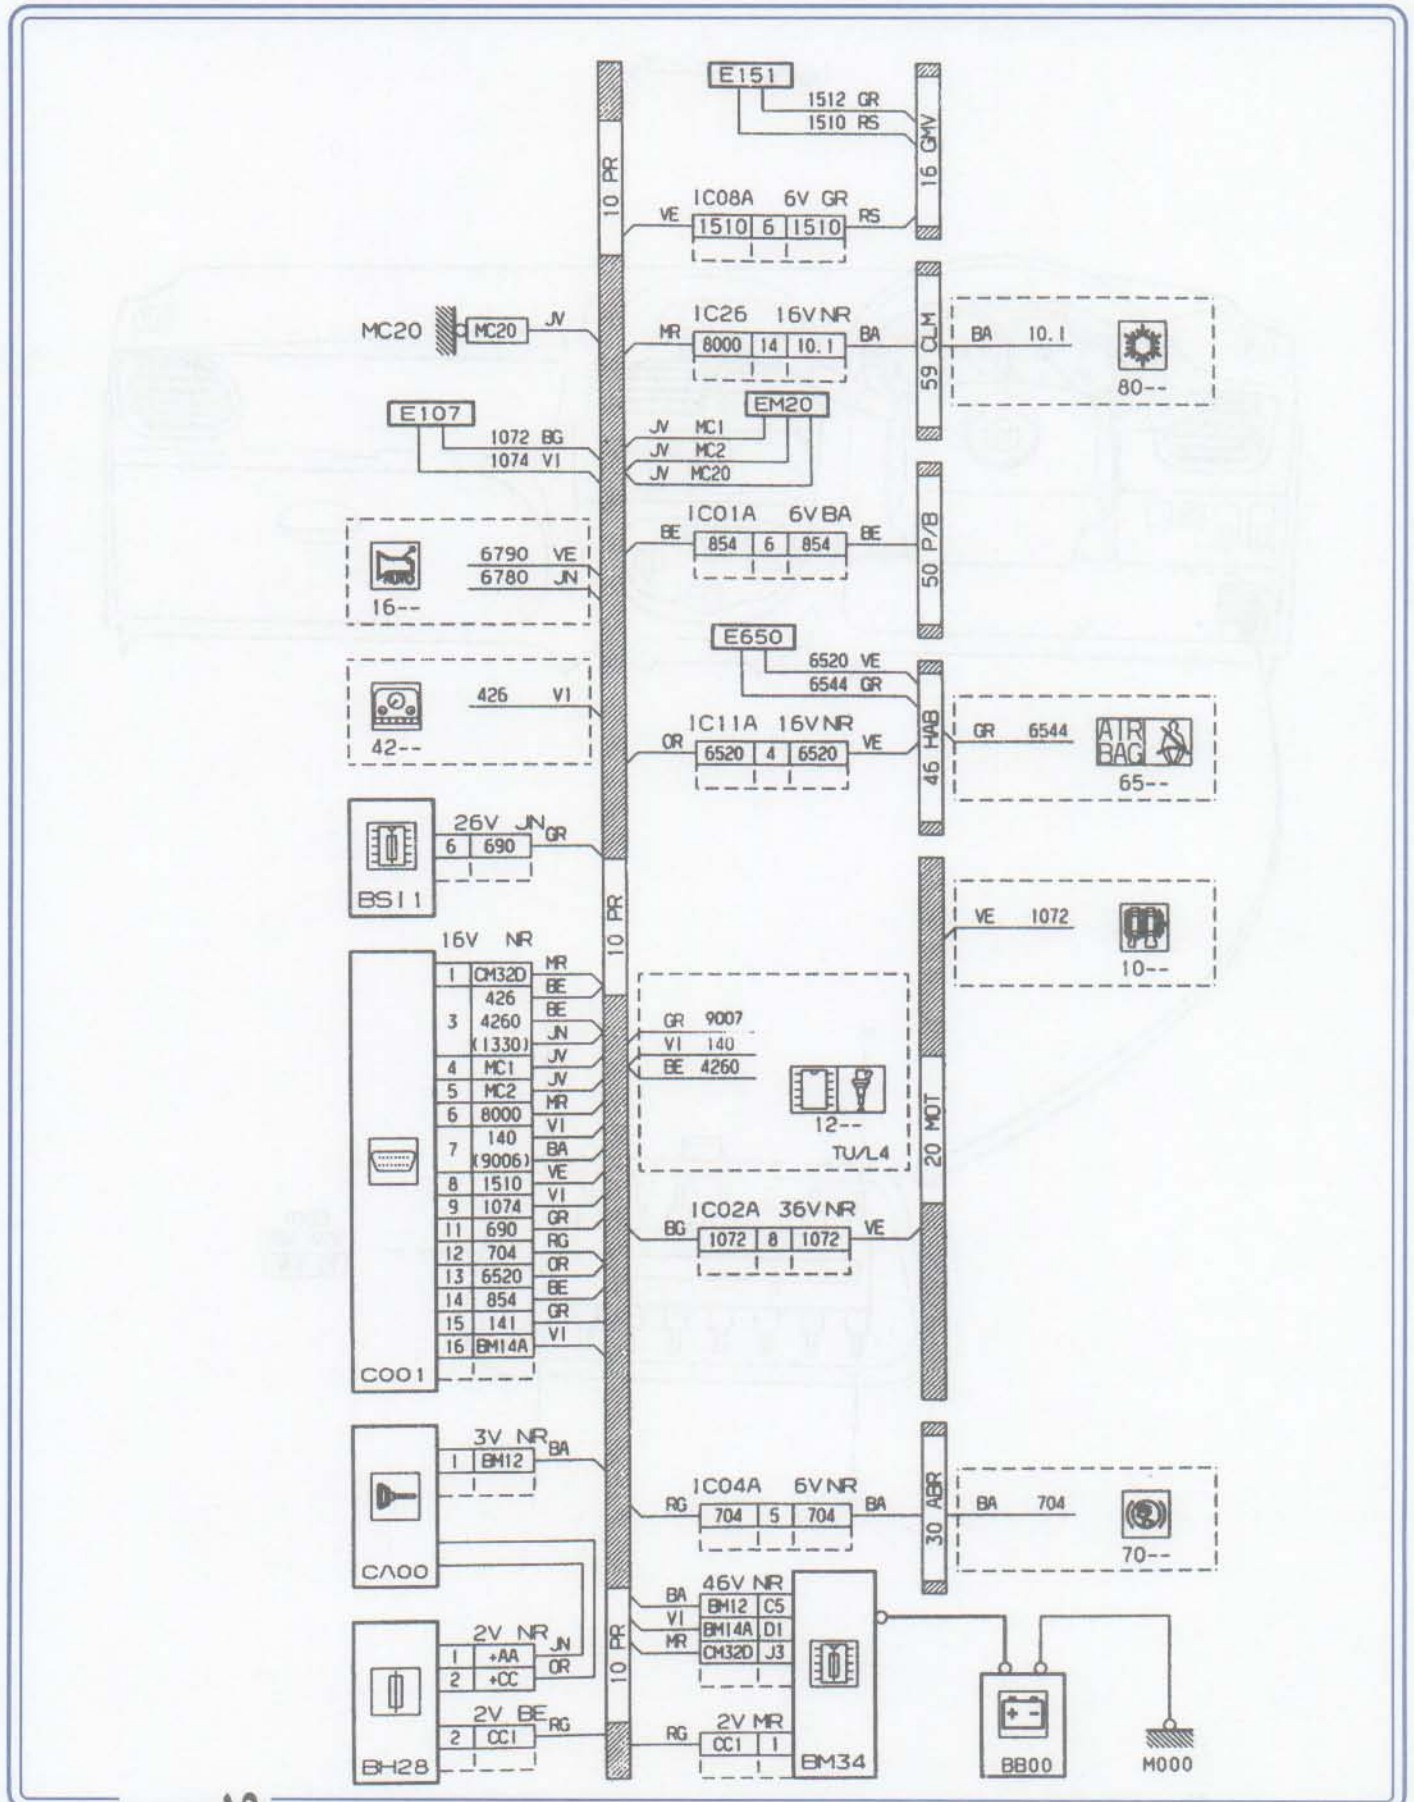 E151
1512 GR
1510 RS
16 GMV
10 PR
1C08A 6V GR
VE 1510 6 1510 RS
MC20 MC20 JV
1C26 16V NR
MR 8000 14 10.1 BA
59 CLM
BA 10.1
80--
E107
1072 BG
1074 V1
EM20
JV MC1
JV MC2
JV MC20
1C01A 6V BA
BE 854 6 854 BE
50 P/B
6790 VE
6780 JN
AUTO
16--
E650
6520 VE
6544 GR
46 HAB
426 V1
42--
1C11A 16V NR
OR 6520 4 6520 VE
GR 6544
AIR BAG
65--
26V JN
6 690 GR
BSI1
10 PR
VE 1072
10--
16V NR
1 CM32D MR
3 426 BE
4260 BE
(1330) JN
4 MC1 JV
5 MC2 JV
6 8000 MR
7 140 VI
(9006) BA
8 1510 VE
9 1074 VI
11 690 GR
12 704 RG
13 6520 OR
14 854 BE
15 141 GR
16 BM14A VI
C001
GR 9007
VI 140
BE 4260
12--
TU/L4
20 MOT
1C02A 36V NR
BG 1072 8 1072 VE
3V NR
1 BM12 BA
CA00
1C04A 6V NR
RG 704 5 704 BA
30 ABR
BA 704
70--
46V NR
BA BM12 C5
VI BM14A D1
MR CM32D J3
10 PR
2V NR
1 +AA JN
2 +CC OR
2V BE
2 CC1 RG
BH28
2V MR
RG CC1 1
BM34
BB00
M000